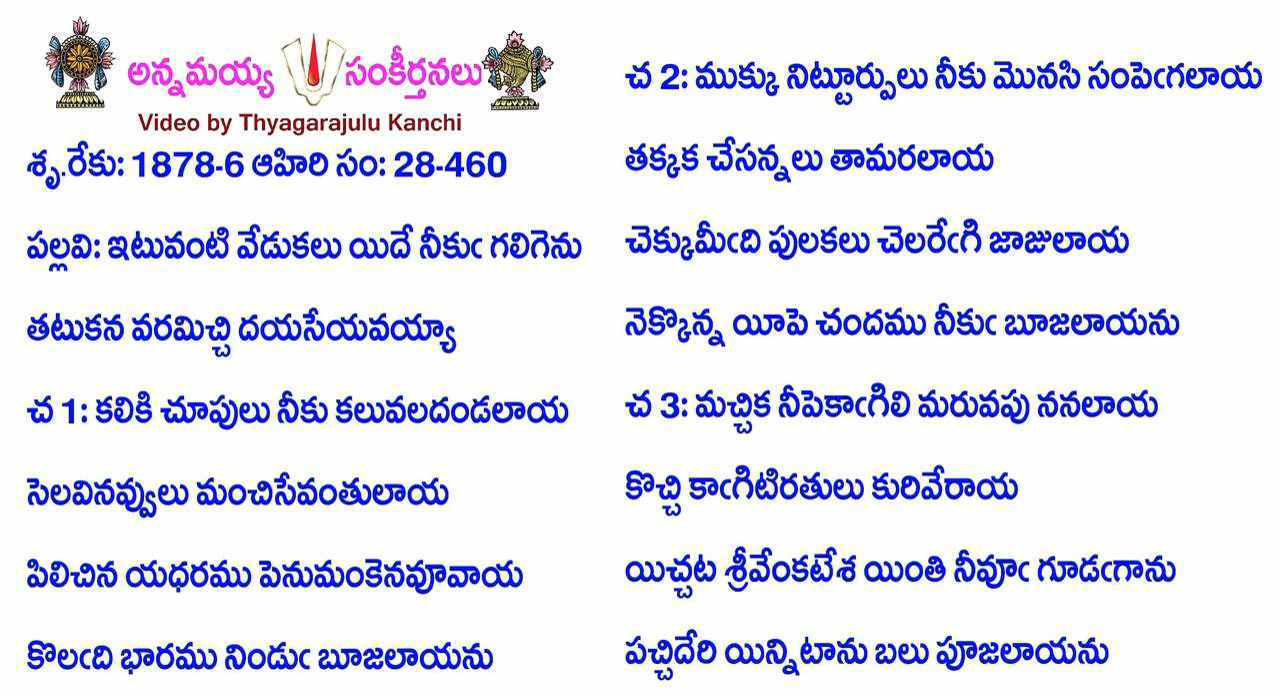 అన్నమయ్య సంకీర్తనలు
Video by Thyagarajulu Kanchi
శృ.రేకు: 1878-6 ఆహిరి సం: 28-460
పల్లవి: ఇటువంటి వేడుకలు యిదే నీకుఁ గలిగెను
తటుకన వరమిచ్చి దయసేయవయ్యా
చ 1: కలికి చూపులు నీకు కలువలదండలాయ
సెలవినవ్వులు మంచిసేవంతులాయ
పిలిచిన యధరము పెనుమంకెనవూవాయ
కొలఁది భారము నిండుఁ బూజలాయను
చ 2: ముక్కు నిట్టూర్పులు నీకు మొనసి సంపెఁగలాయ
తక్కక చేసన్నలు తామరలాయ
చెక్కుమీఁది పులకలు చెలరేఁగి జాజులాయ
నెక్కొన్న యీపె చందము నీకుఁ బూజలాయను
చ 3: మచ్చిక నీపెకాఁగిలి మరువపు ననలాయ
కొచ్చి కాఁగిటిరతులు కురివేరాయ
యిచ్చట శ్రీవేంకటేశ యింతి నీవూఁ గూడఁగాను
పచ్చిదేరి యిన్నిటాను బలు పూజలాయను